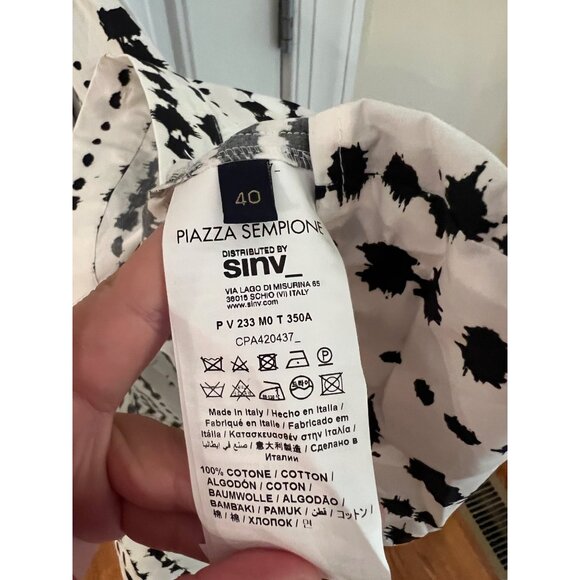 40
PIAZZA SEMPIONE
DISTRIBUTED BY
sinv_
VIA LAGO DI MISURINA 65
36015 SCHIO (VI) ITALY
www.sinv.com
P V 233 M0 T 350A
CPA420437_
Made in Italy / Hecho en Italia /
Fabriqué en Italie / Fabricado em
Itália / Κατασκευασθέν στην Ιταλία /
صنع في إيطاليا / 意大利製造 / Сделано в
Италии
100% COTONE / COTTON /
ALGODÓN / COTON /
BAUMWOLLE / ALGODÃO /
BAMBAKI / PAMUK / قطن / コットン /
棉 / 棉 / ХЛОПОК /